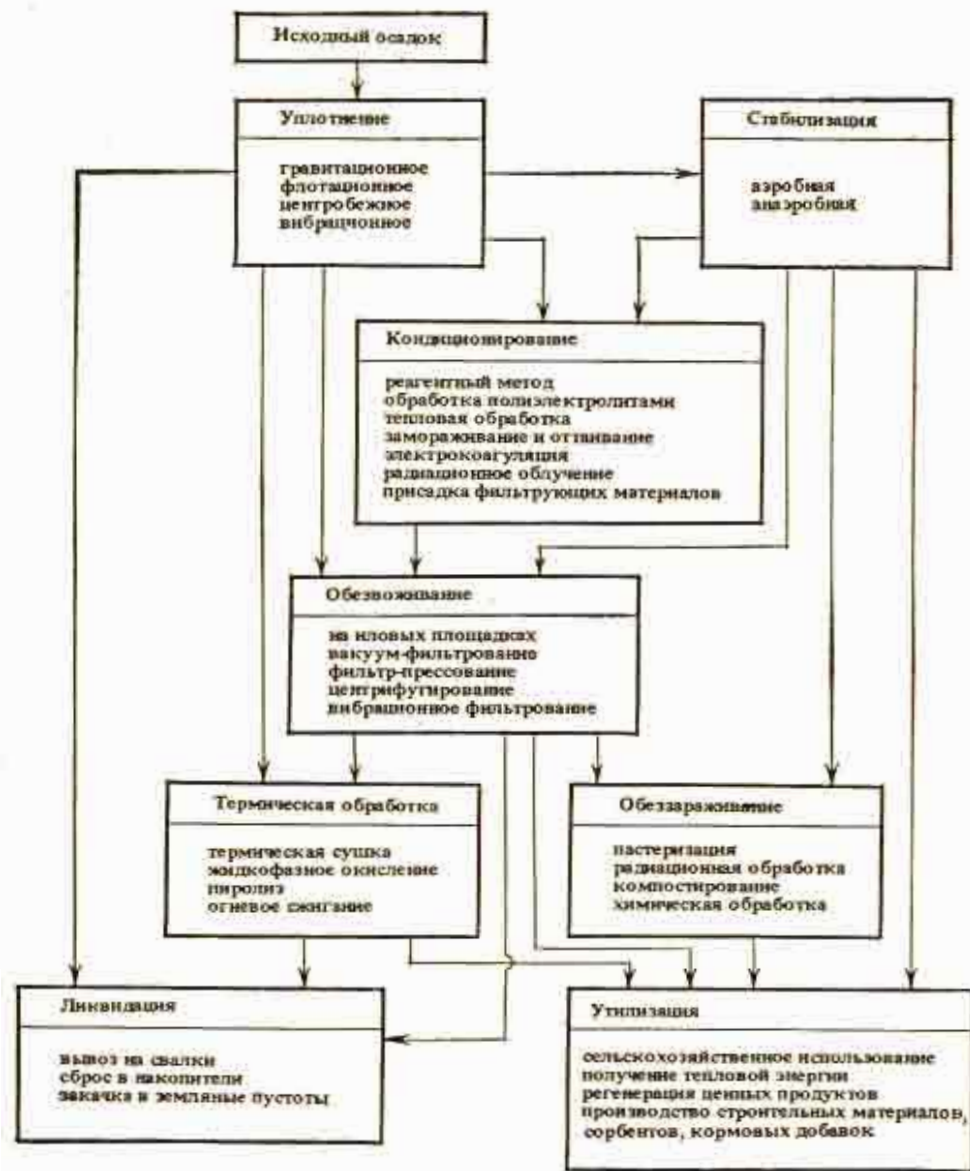 Исходный осадок
Уплотнение
гравитационное
флотационное
центробежное
вибрационное
Стабилизация
аэробная
анаэробная
Кондиционирование
реагентный метод
обработка полиэлектролитами
тепловая обработка
замораживание и оттаивание
электрокоагуляция
радиационное облучение
присадка фильтрующих материалов
Обезвоживание
на иловых площадках
вакуум-фильтрование
фильтр-прессование
центрифугирование
вибрационное фильтрование
Термическая обработка
термическая сушка
жидкофазное окисление
пиролиз
огневое сжигание
Обеззараживание
пастеризация
радиационная обработка
компостирование
химическая обработка
Ликвидация
вывоз на свалки
сброс в накопители
закачка в земляные пустоты
Утилизация
сельскохозяйственное использование
получение тепловой энергии
регенерация ценных продуктов
производство строительных материалов,
сорбентов, кормовых добавок